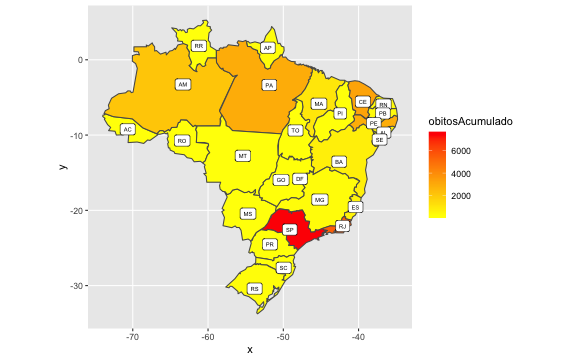 RR
AP
0
AM
PA
MA
CE
RN
PI
PB
PE
AC
-10
RO
TO
SE
MT
BA
GO
DF
MG
ES
MS
-20
SP
RJ
PR
SC
RS
-30
-70
-60
-50
-40
x
y
obitosAcumulado
6000
4000
2000